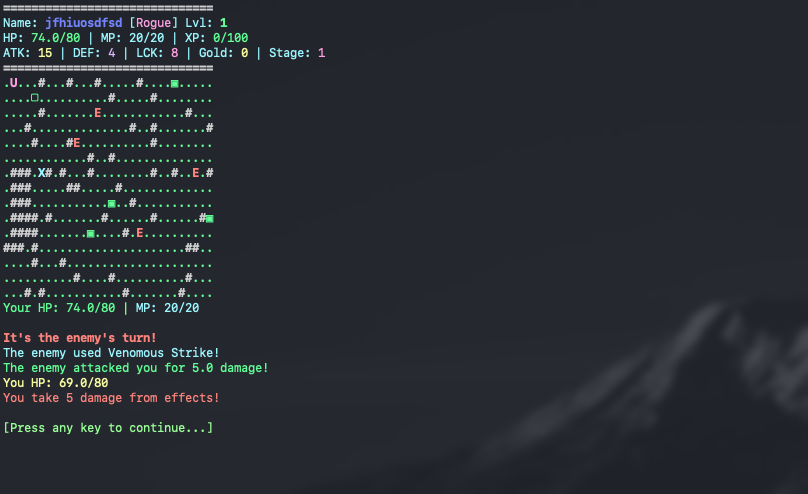 ==============================
Name: jfhiuosdfsd [Rogue] Lvl: 1
HP: 74.0/80 | MP: 20/20 | XP: 0/100
ATK: 15 | DEF: 4 | LCK: 8 | Gold: 0 | Stage: 1
==============================
.U...#...#...#.....#....▣.....
....▢..........#.....#........
.....#.......E............#...
...#..............#..#.......#
....#....#E..........#........
............#..#..............
.###.X#.#...#........#..#..E.#
.###.....##.....#.............
.###...........▣..#...........
.####.#.......#......#......#▣
.####.......▣....#.E..........
###.#.....................##..
....#...#.....................
..........#....#..........#...
...#.#...........#.......#....
Your HP: 74.0/80 | MP: 20/20
It's the enemy's turn!
The enemy used Venomous Strike!
The enemy attacked you for 5.0 damage!
You HP: 69.0/80
You take 5 damage from effects!
[Press any key to continue...]